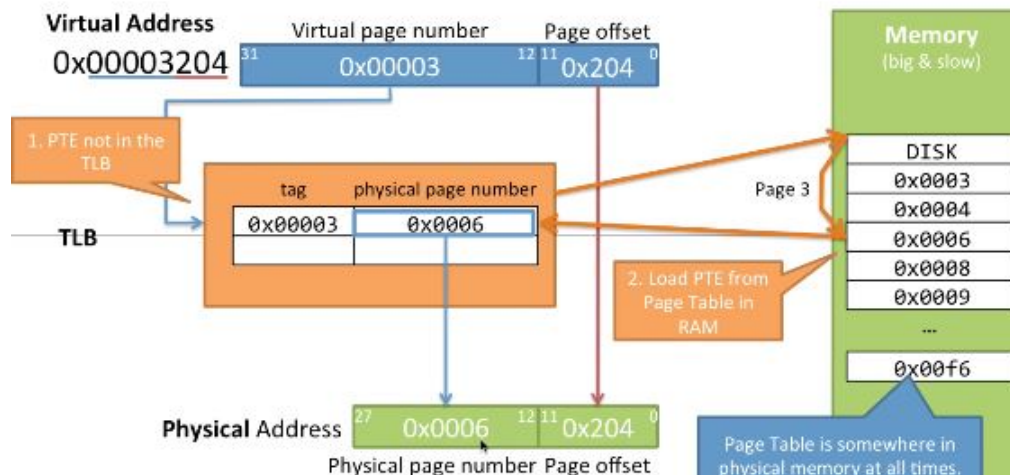 Virtual Address
0x00003204
Virtual page number
Page offset
31
0x00003
12
11
0x204
0
Memory
(big & slow)
1. PTE not in the
TLB
tag
physical page number
0x00003
0x0006
TLB
Page 3
DISK
0x0003
0x0004
0x0006
0x0008
0x0009
...
0x00f6
2. Load PTE from
Page Table in
RAM
Physical Address
27
0x0006
12
11
0x204
0
Physical page number
Page offset
Page Table is somewhere in
physical memory at all times.